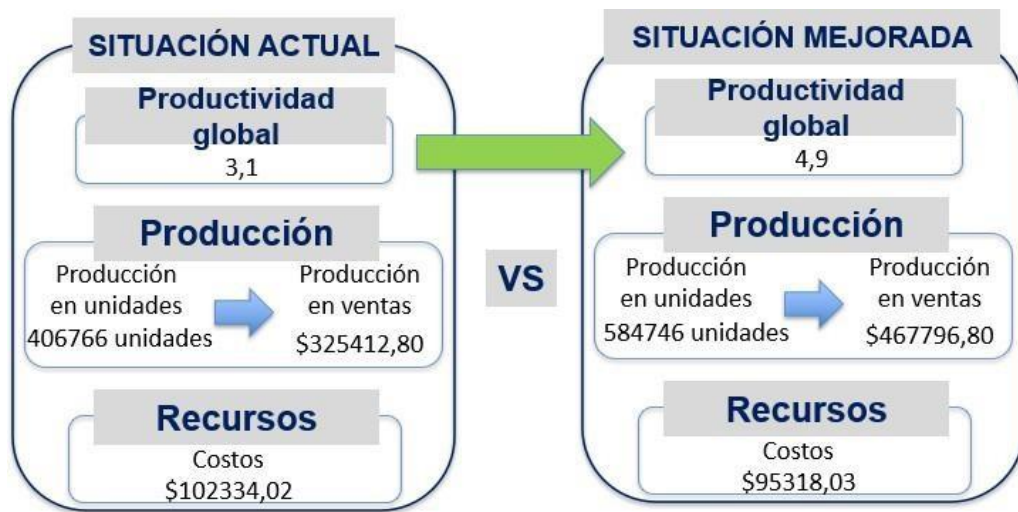 SITUACIÓN ACTUAL
Productividad
global
3,1
Producción
Producción
en unidades
406766 unidades
Producción
en ventas
$325412,80
Recursos
Costos
$102334,02
VS
SITUACIÓN MEJORADA
Productividad
global
4,9
Producción
Producción
en unidades
584746 unidades
Producción
en ventas
$467796,80
Recursos
Costos
$95318,03